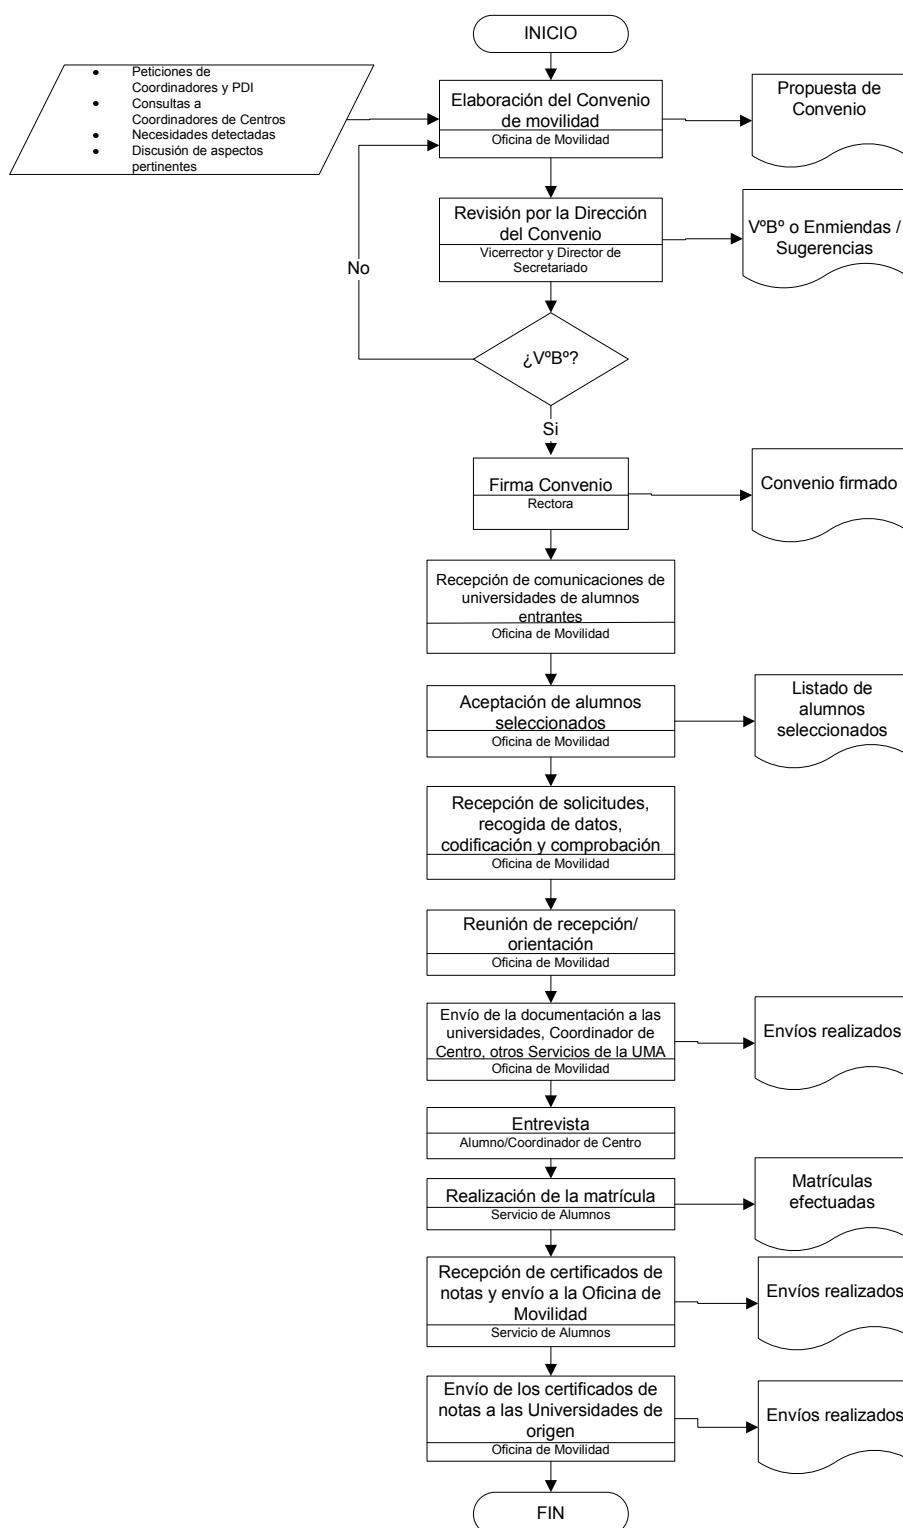 INICIO
• Peticiones de
Coordinadores y PDI
• Consultas a
Coordinadores de Centros
• Necesidades detectadas
• Discusión de aspectos
pertinentes
Elaboración del Convenio
de movilidad
Oficina de Movilidad
Propuesta de
Convenio
Revisión por la Dirección
del Convenio
Vicerrector y Director de
Secretariado
VºBº o Enmiendas /
Sugerencias
No
¿VºBº?
Si
Firma Convenio
Rectora
Convenio firmado
Recepción de comunicaciones de
universidades de alumnos
entrantes
Oficina de Movilidad
Aceptación de alumnos
seleccionados
Oficina de Movilidad
Listado de
alumnos
seleccionados
Recepción de solicitudes,
recogida de datos,
codificación y comprobación
Oficina de Movilidad
Reunión de recepción/
orientación
Oficina de Movilidad
Envío de la documentación a las
universidades, Coordinador de
Centro, otros Servicios de la UMA
Oficina de Movilidad
Envíos realizados
Entrevista
Alumno/Coordinador de Centro
Realización de la matrícula
Servicio de Alumnos
Matrículas
efectuadas
Recepción de certificados de
notas y envío a la Oficina de
Movilidad
Servicio de Alumnos
Envíos realizados
Envío de los certificados de
notas a las Universidades de
origen
Oficina de Movilidad
Envíos realizados
FIN